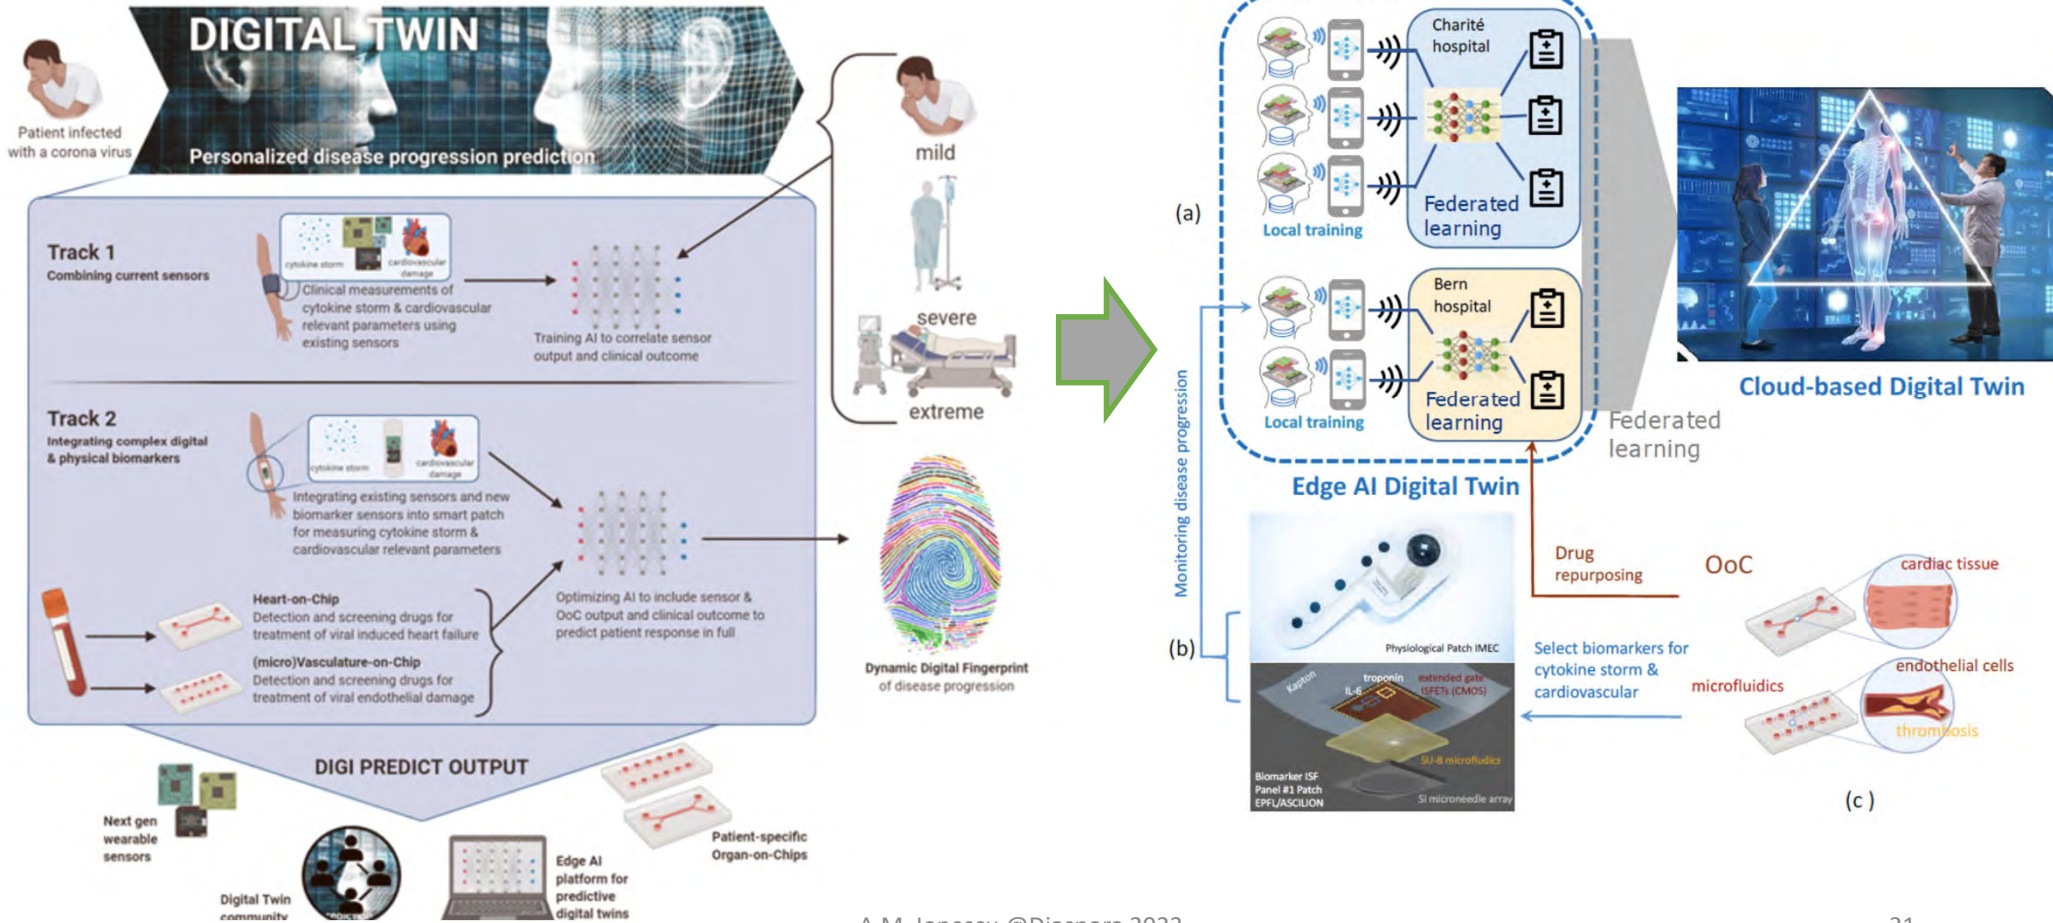 DIGITAL TWIN
Personalized disease progression prediction
Patient infected
with a corona virus
mild
severe
extreme
Track 1
Combining current sensors
cytokine storm
cardiovascular
damage
Clinical measurements of
cytokine storm & cardiovascular
relevant parameters using
existing sensors
Training AI to correlate sensor
output and clinical outcome
Track 2
Integrating complex digital
& physical biomarkers
cytokine storm
cardiovascular
damage
Integrating existing sensors and new
biomarker sensors into smart patch
for measuring cytokine storm &
cardiovascular relevant parameters
Heart-on-Chip
Detection and screening drugs for
treatment of viral induced heart failure
(micro)Vasculature-on-Chip
Detection and screening drugs for
treatment of viral endothelial damage
Optimizing AI to include sensor &
OoC output and clinical outcome to
predict patient response in full
Dynamic Digital Fingerprint
of disease progression
DIGI PREDICT OUTPUT
Next gen
wearable
sensors
Digital Twin
community
Edge AI
platform for
predictive
digital twins
Patient-specific
Organ-on-Chips
(a)
Charité
hospital
Federated
learning
Local training
Bern
hospital
Federated
learning
Local training
Edge AI Digital Twin
Federated
learning
Cloud-based Digital Twin
Monitoring disease progression
(b)
Physiological Patch IMEC
Kapton
troponin
IL-6
extended gate
ISFETs (CMOS)
SU-8 microfludics
Si microneedle array
Biomarker ISF
Panel #1 Patch
EPFL/ASCILION
Drug
repurposing
OoC
cardiac tissue
Select biomarkers for
cytokine storm &
cardiovascular
microfluidics
endothelial cells
thrombosis
(c )
A.M. Ionescu @Diaspora 2023
21